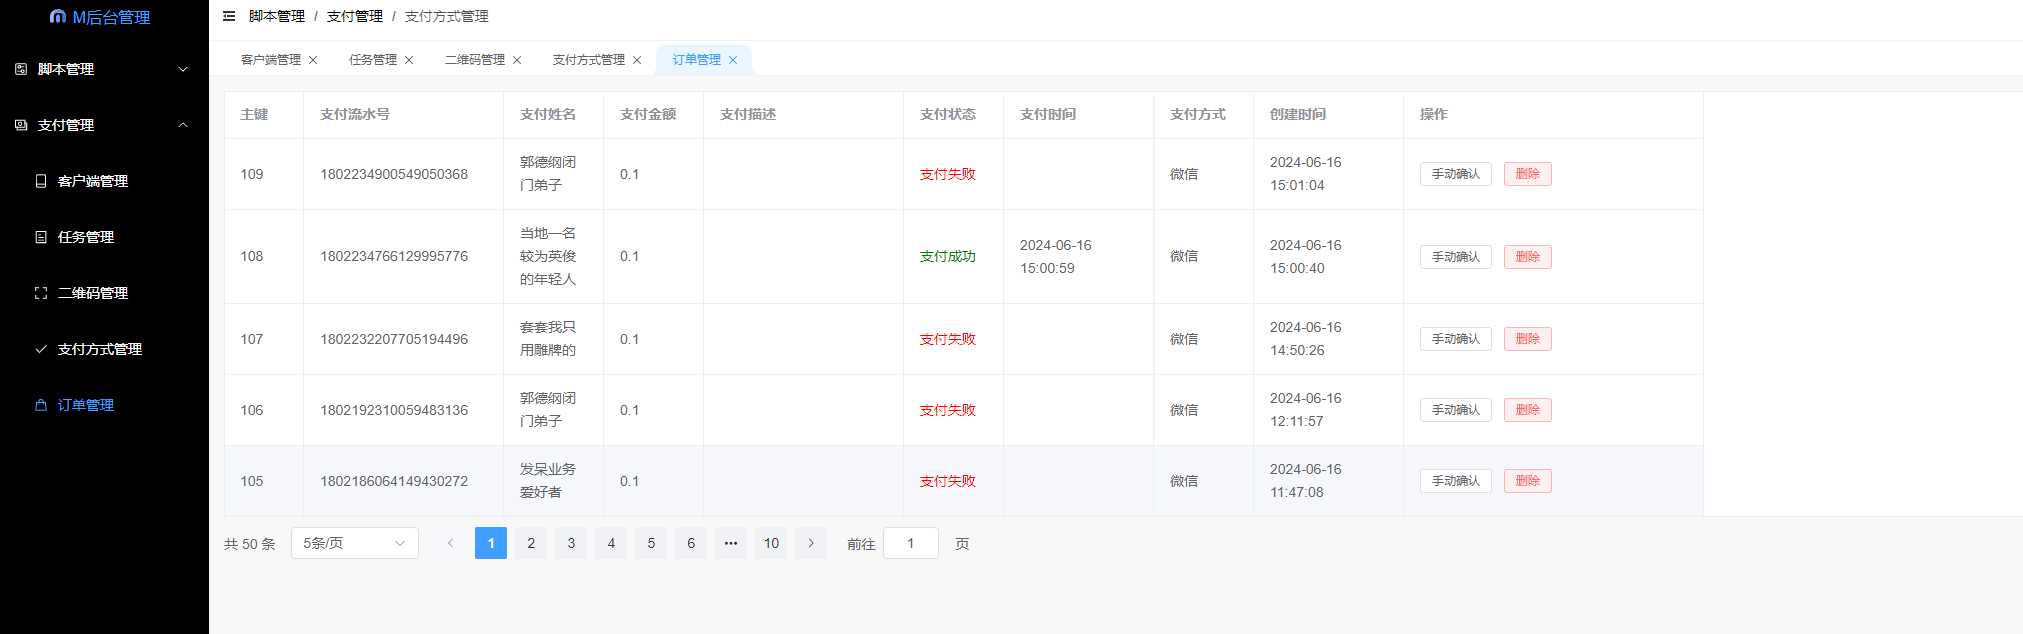 M后台管理
脚本管理 / 支付管理 / 支付方式管理
客户端管理 任务管理 二维码管理 支付方式管理 订单管理
脚本管理
支付管理
客户端管理
任务管理
二维码管理
支付方式管理
订单管理
主键 支付流水号 支付姓名 支付金额 支付描述 支付状态 支付时间 支付方式 创建时间 操作
109 1802234900549050368 郭德纲闭门弟子 0.1 支付失败 微信 2024-06-16 15:01:04 手动确认 删除
108 1802234766129995776 当地一名较为英俊的年轻人 0.1 支付成功 2024-06-16 15:00:59 微信 2024-06-16 15:00:40 手动确认 删除
107 1802232207705194496 套套我只用雕牌的 0.1 支付失败 微信 2024-06-16 14:50:26 手动确认 删除
106 1802192310059483136 郭德纲闭门弟子 0.1 支付失败 微信 2024-06-16 12:11:57 手动确认 删除
105 1802186064149430272 发呆业务爱好者 0.1 支付失败 微信 2024-06-16 11:47:08 手动确认 删除
共 50 条 5条/页 1 2 3 4 5 6 ••• 10 前往 1 页